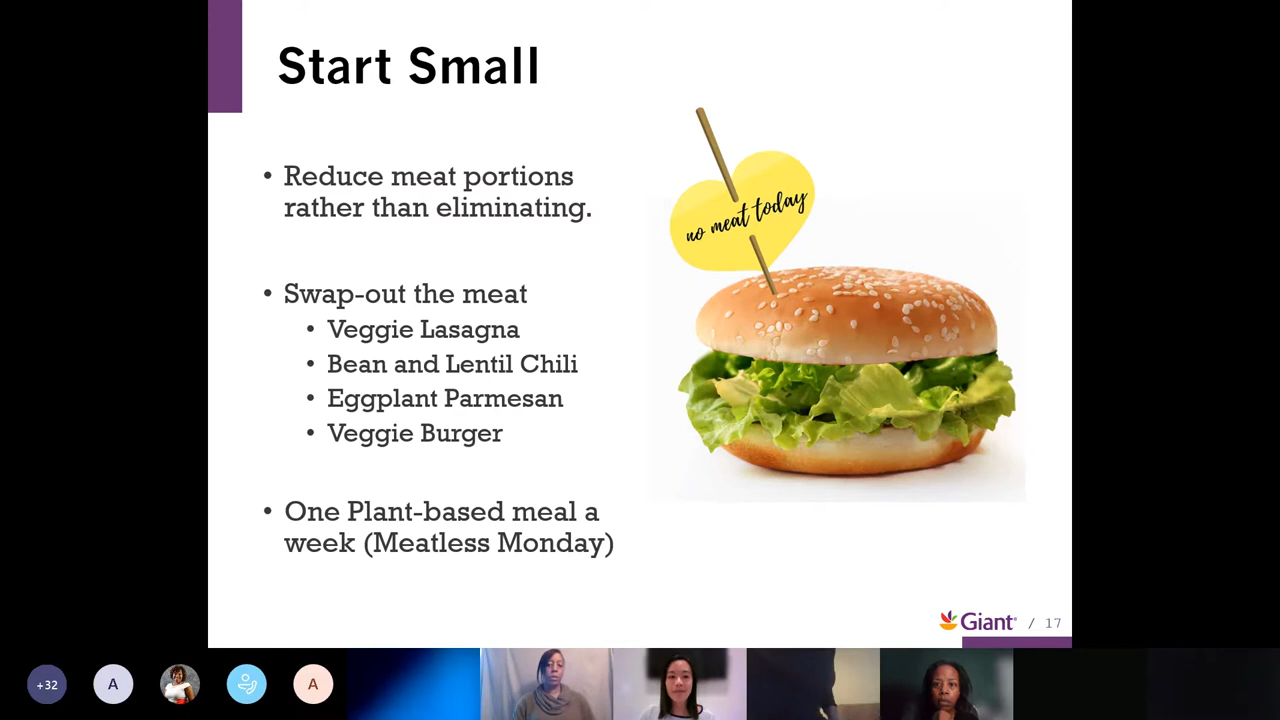 Start Small
• Reduce meat portions
rather than eliminating.
• Swap-out the meat
• Veggie Lasagna
• Bean and Lentil Chili
• Eggplant Parmesan
• Veggie Burger
• One Plant-based meal a
week (Meatless Monday)
no meat today
Giant / 17
+32
A
A